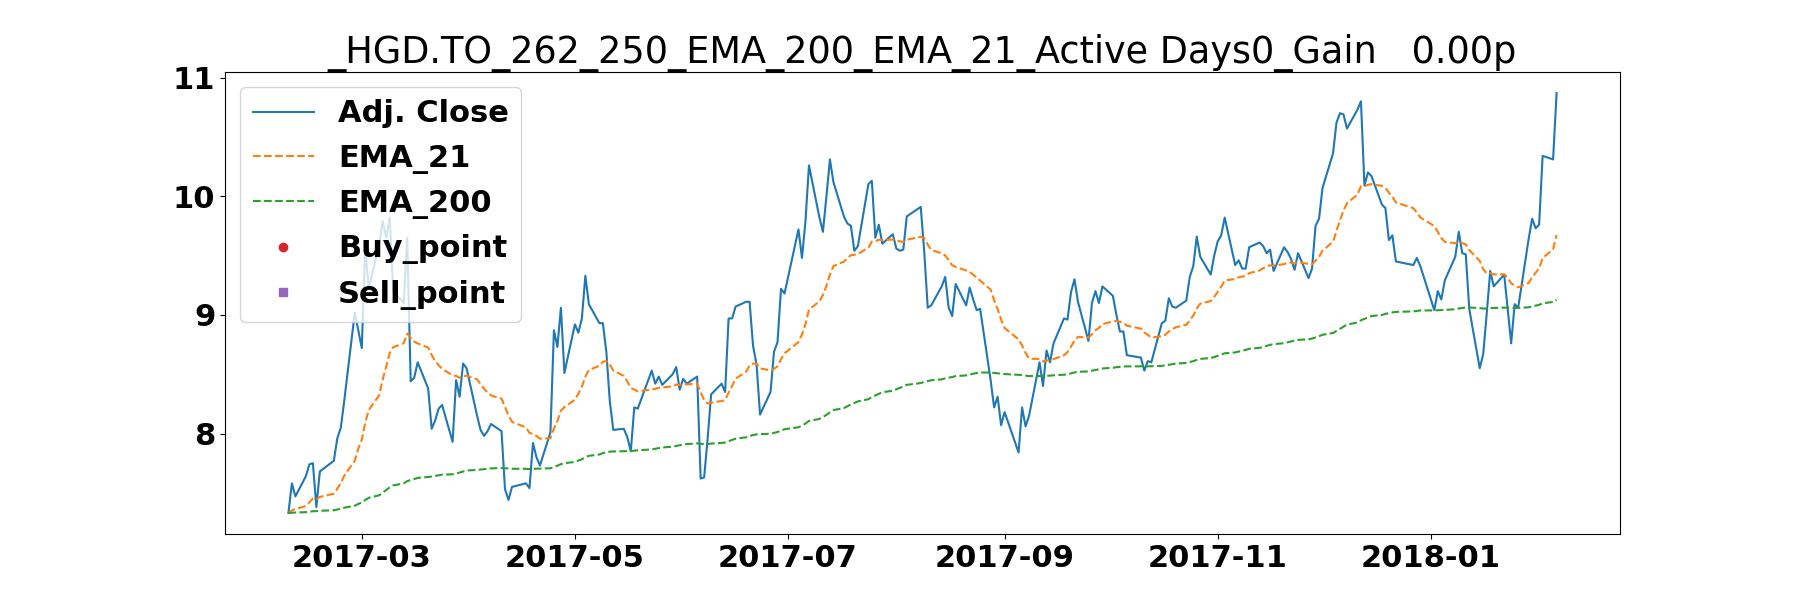 _HGD.TO_262_250_EMA_200_EMA_21_Active Days0_Gain   0.00p
11
10
9
8
Adj. Close
EMA_21
EMA_200
Buy_point
Sell_point
2017-03
2017-05
2017-07
2017-09
2017-11
2018-01